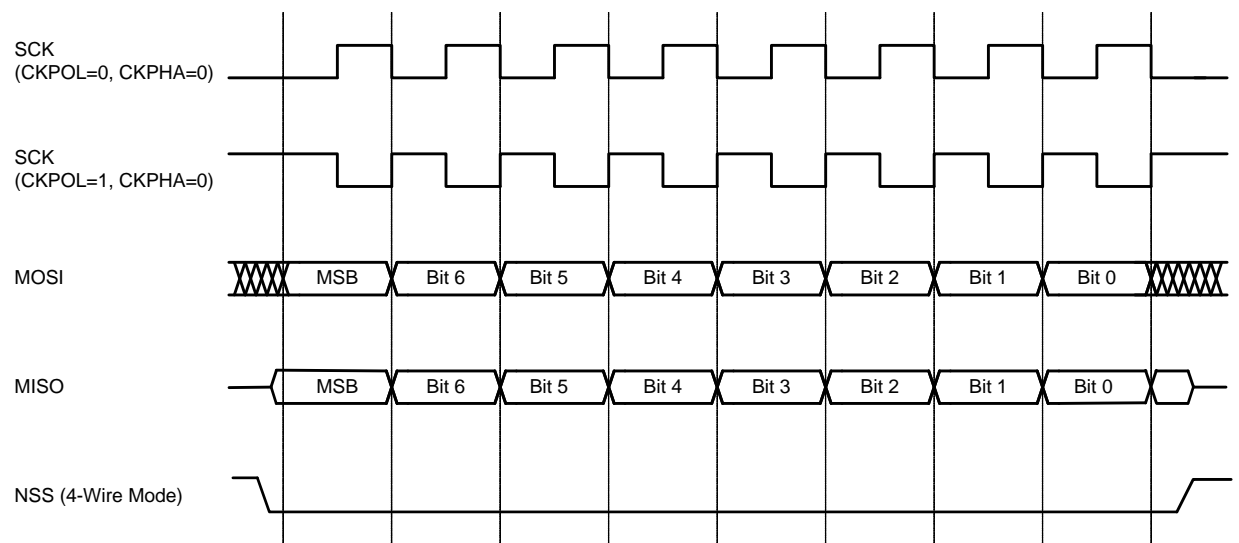 SCK
(CKPOL=0, CKPHA=0)
SCK
(CKPOL=1, CKPHA=0)
MOSI
MSB Bit 6 Bit 5 Bit 4 Bit 3 Bit 2 Bit 1 Bit 0
MISO
MSB Bit 6 Bit 5 Bit 4 Bit 3 Bit 2 Bit 1 Bit 0
NSS (4-Wire Mode)